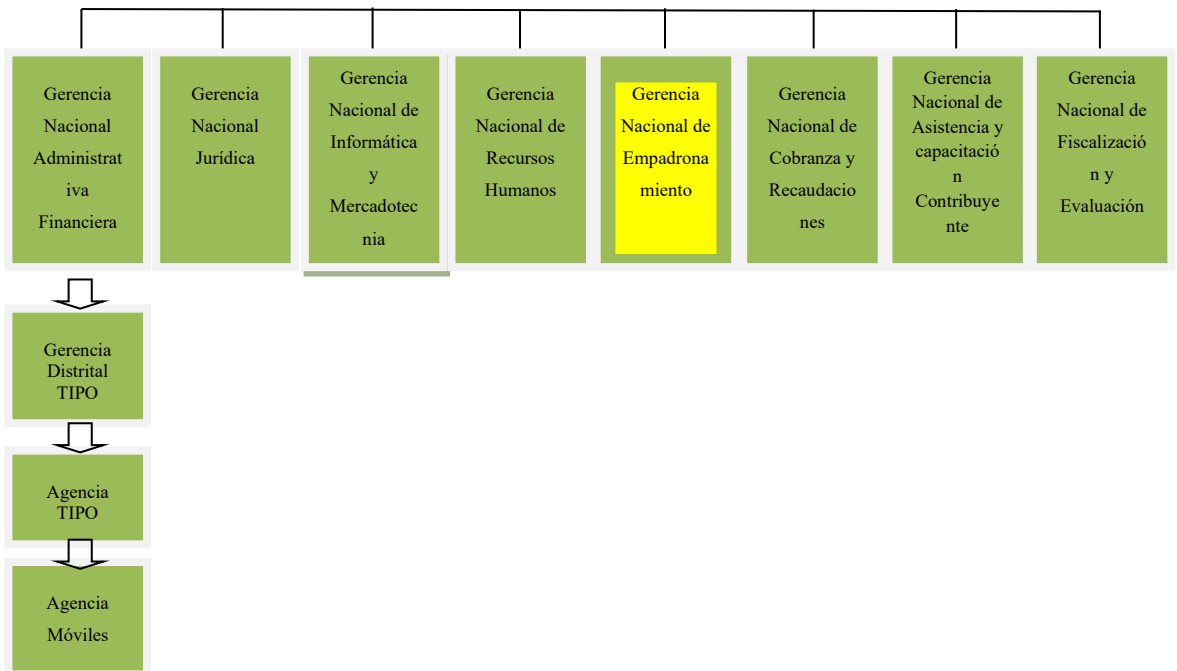 Gerencia
Nacional
Administrat
iva
Financiera
Gerencia
Nacional
Jurídica
Gerencia
Nacional de
Informática
y
Mercadotec
nia
Gerencia
Nacional de
Recursos
Humanos
Gerencia
Nacional de
Empadrona
miento
Gerencia
Nacional de
Cobranza y
Recaudacio
nes
Gerencia
Nacional de
Asistencia y
capacitació
n
Contribuye
nte
Gerencia
Nacional de
Fiscalizació
n y
Evaluación
Gerencia
Distrital
TIPO
Agencia
TIPO
Agencia
Móviles